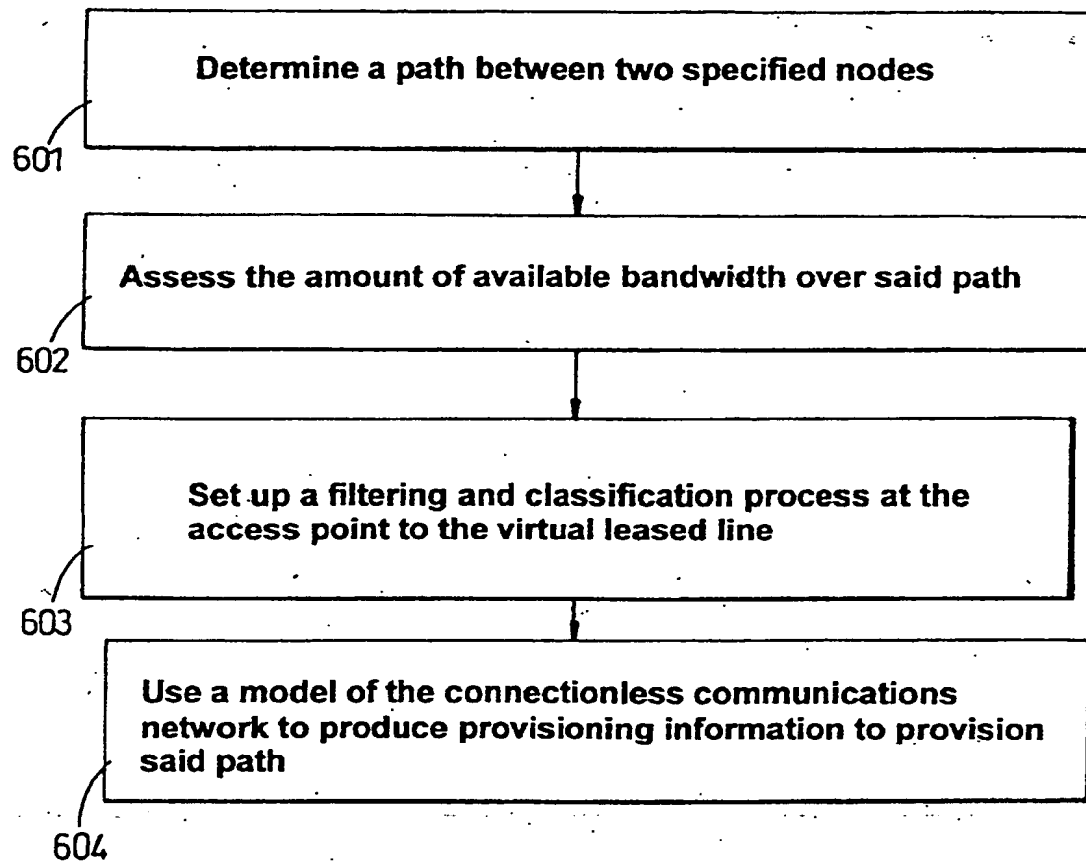 Determine a path between two specified nodes
601
Assess the amount of available bandwidth over said path
602
Set up a filtering and classification process at the
access point to the virtual leased line
603
Use a model of the connectionless communications
network to produce provisioning information to provision
said path
604